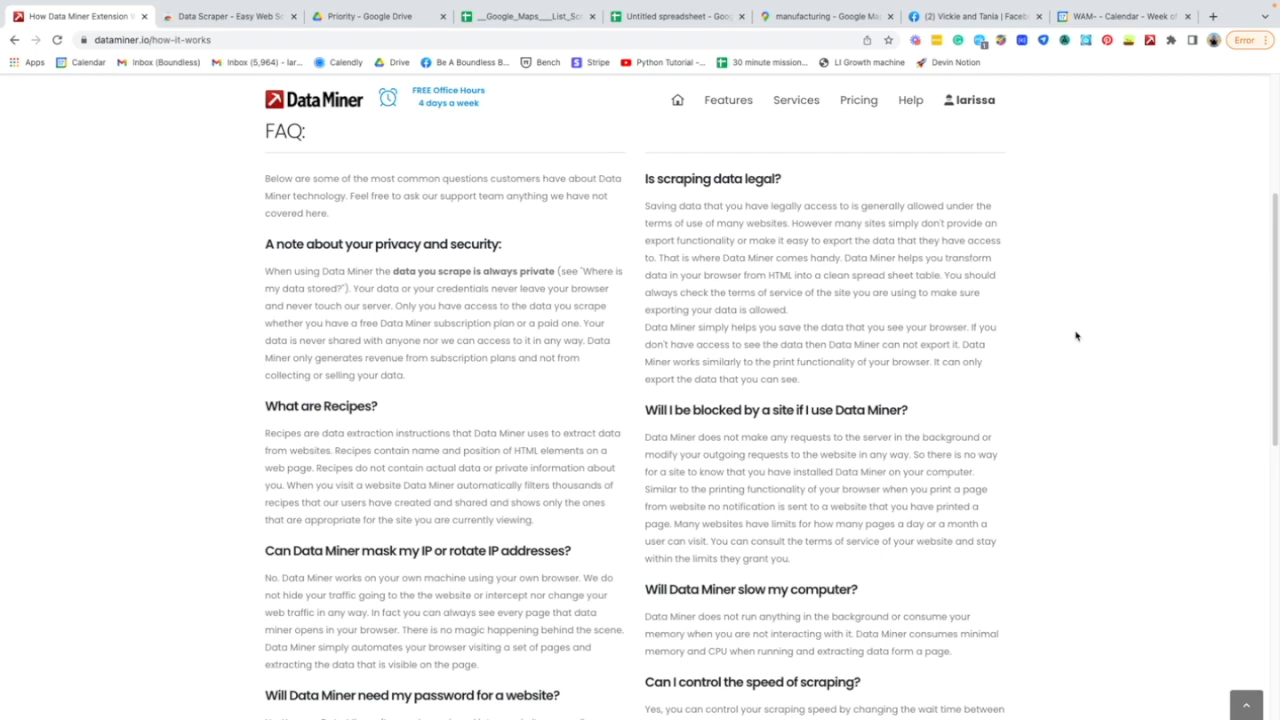 How Data Miner Extension W
Data Scraper - Easy Web Sc
Priority - Google Drive
__Google_Maps___List_Scr
Untitled spreadsheet - Goog
manufacturing - Google Ma
(2) Vickie and Tania | Faceb
WAM- - Calendar - Week of
dataminer.io/how-it-works
Error
Apps
Calendar
Inbox (Boundless)
Inbox (5,964) - lar...
Calendly
Drive
Be A Boundless B...
Bench
Stripe
Python Tutorial -...
30 minute mission...
LI Growth machine
Devin Notion
Data Miner
FREE Office Hours
4 days a week
Features
Services
Pricing
Help
larissa
FAQ:
Below are some of the most common questions customers have about Data
Miner technology. Feel free to ask our support team anything we have not
covered here.
A note about your privacy and security:
When using Data Miner the data you scrape is always private (see "Where is
my data stored?"). Your data or your credentials never leave your browser
and never touch our server. Only you have access to the data you scrape
whether you have a free Data Miner subscription plan or a paid one. Your
data is never shared with anyone nor we can access to it in any way. Data
Miner only generates revenue from subscription plans and not from
collecting or selling your data.
What are Recipes?
Recipes are data extraction instructions that Data Miner uses to extract data
from websites. Recipes contain name and position of HTML elements on a
web page. Recipes do not contain actual data or private information about
you. When you visit a website Data Miner automatically filters thousands of
recipes that our users have created and shared and shows only the ones
that are appropriate for the site you are currently viewing.
Can Data Miner mask my IP or rotate IP addresses?
No. Data Miner works on your own machine using your own browser. We do
not hide your traffic going to the the website or intercept nor change your
web traffic in any way. In fact you can always see every page that data
miner opens in your browser. There is no magic happening behind the scene.
Data Miner simply automates your browser visiting a set of pages and
extracting the data that is visible on the page.
Will Data Miner need my password for a website?
Is scraping data legal?
Saving data that you have legally access to is generally allowed under the
terms of use of many websites. However many sites simply don't provide an
export functionality or make it easy to export the data that they have access
to. That is where Data Miner comes handy. Data Miner helps you transform
data in your browser from HTML into a clean spread sheet table. You should
always check the terms of service of the site you are using to make sure
exporting your data is allowed.
Data Miner simply helps you save the data that you see your browser. If you
don't have access to see the data then Data Miner can not export it. Data
Miner works similarly to the print functionality of your browser. It can only
export the data that you can see.
Will I be blocked by a site if I use Data Miner?
Data Miner does not make any requests to the server in the background or
modify your outgoing requests to the website in any way. So there is no way
for a site to know that you have installed Data Miner on your computer.
Similar to the printing functionality of your browser when you print a page
from website no notification is sent to a website that you have printed a
page. Many websites have limits for how many pages a day or a month a
user can visit. You can consult the terms of service of your website and stay
within the limits they grant you.
Will Data Miner slow my computer?
Data Miner does not run anything in the background or consume your
memory when you are not interacting with it. Data Miner consumes minimal
memory and CPU when running and extracting data form a page.
Can I control the speed of scraping?
Yes, you can control your scraping speed by changing the wait time between